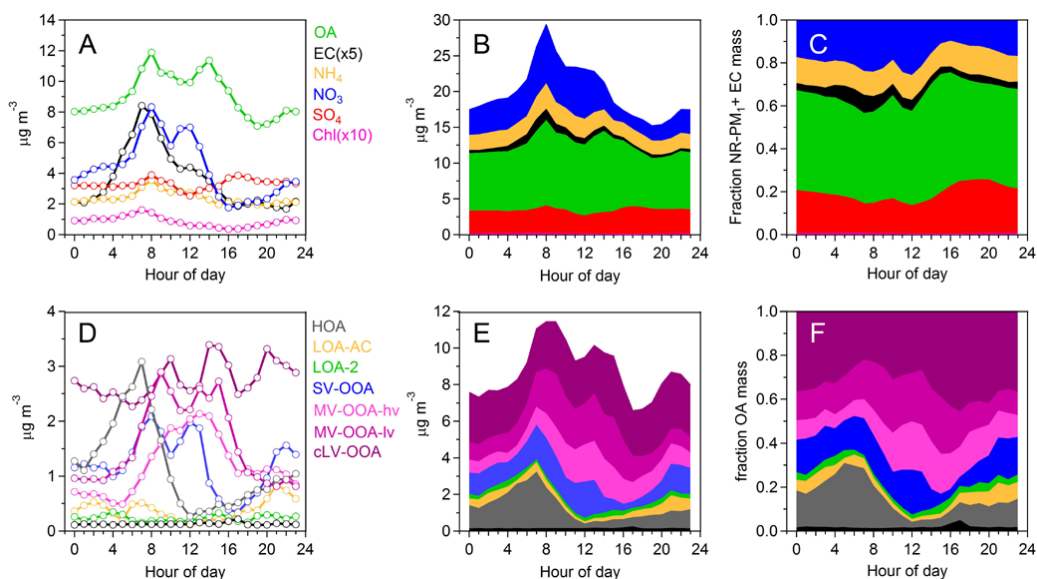 A
14
12
10
8
6
4
2
0
μg m⁻³
0 4 8 12 16 20 24
Hour of day
OA
EC(x5)
NH₄
NO₃
SO₄
Chl(x10)
B
30
25
20
15
10
5
0
μg m⁻³
0 4 8 12 16 20 24
Hour of day
C
1.0
0.8
0.6
0.4
0.2
0.0
Fraction NR-PM₁+ EC mass
0 4 8 12 16 20 24
Hour of day
D
4
3
2
1
0
μg m⁻³
0 4 8 12 16 20 24
Hour of day
HOA
LOA-AC
LOA-2
SV-OOA
MV-OOA-hv
MV-OOA-lv
cLV-OOA
E
12
10
8
6
4
2
0
μg m⁻³
0 4 8 12 16 20 24
Hour of day
F
1.0
0.8
0.6
0.4
0.2
0.0
fraction OA mass
0 4 8 12 16 20 24
Hour of day